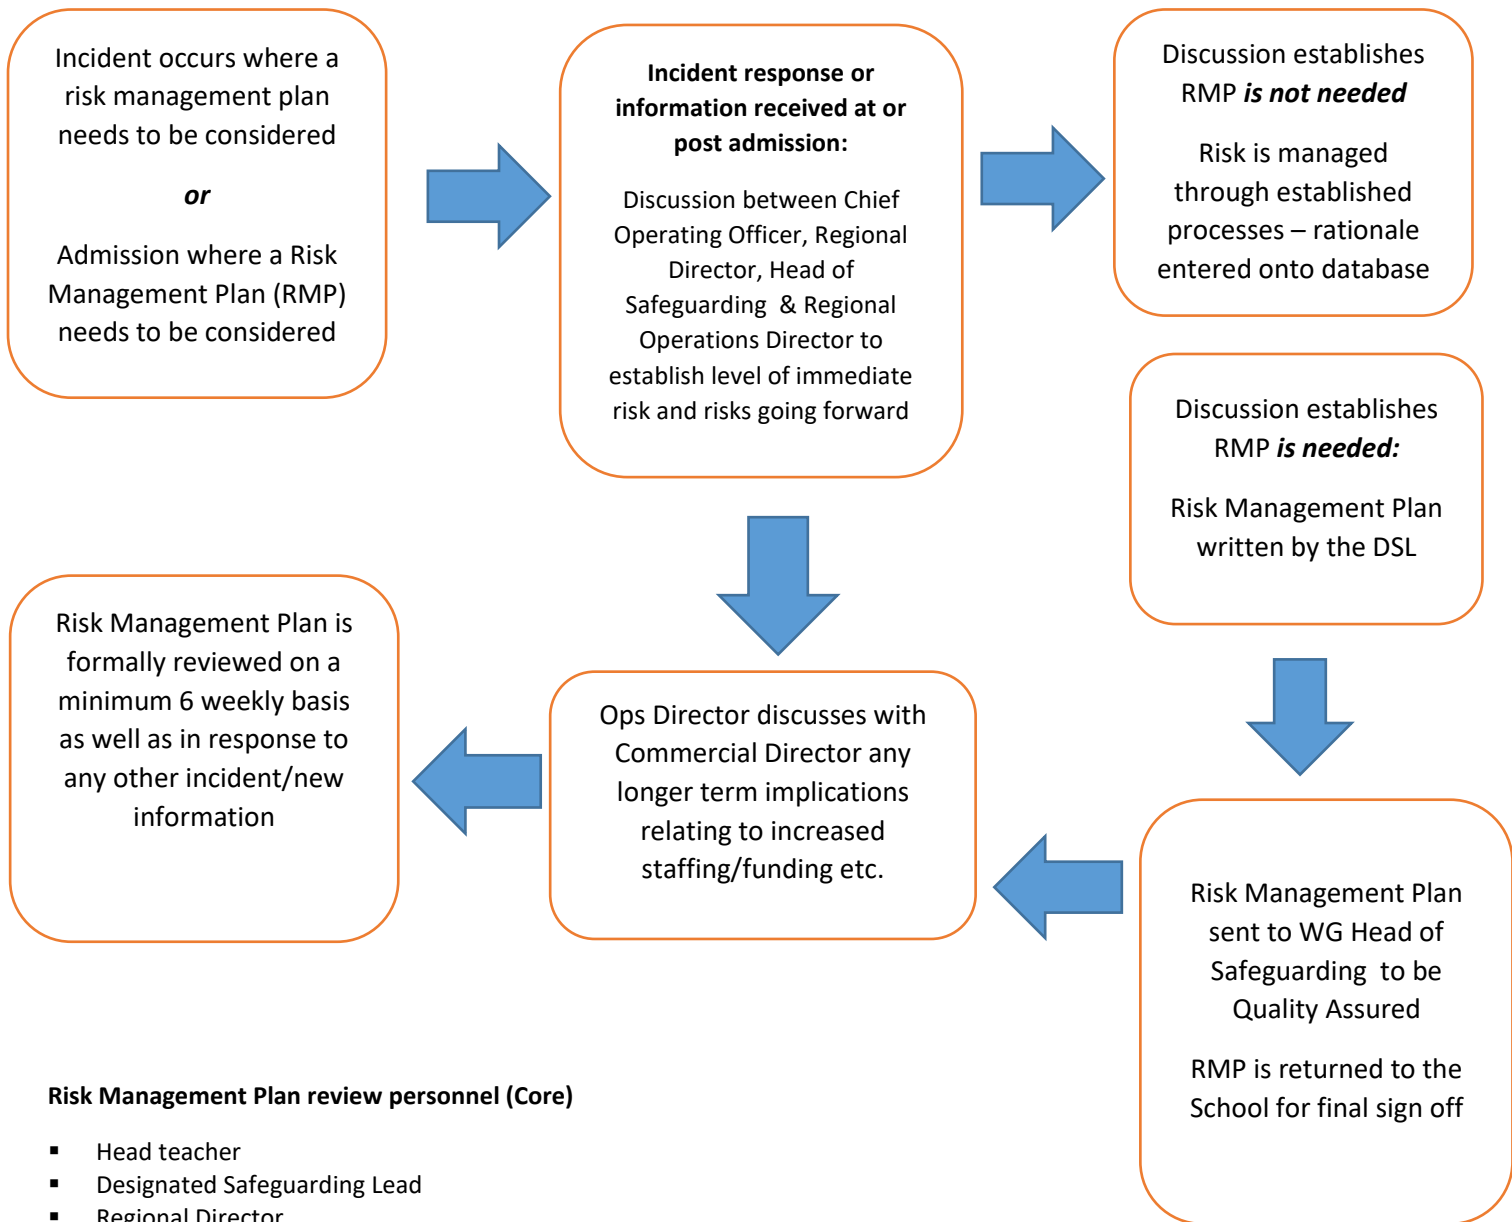 Incident occurs where a
risk management plan
needs to be considered
or
Admission where a Risk
Management Plan (RMP)
needs to be considered
Incident response or
information received at or
post admission:
Discussion between Chief
Operating Officer, Regional
Director, Head of
Safeguarding & Regional
Operations Director to
establish level of immediate
risk and risks going forward
Discussion establishes
RMP is not needed
Risk is managed
through established
processes – rationale
entered onto database
Discussion establishes
RMP is needed:
Risk Management Plan
written by the DSL
Risk Management Plan
sent to WG Head of
Safeguarding to be
Quality Assured
RMP is returned to the
School for final sign off
Ops Director discusses with
Commercial Director any
longer term implications
relating to increased
staffing/funding etc.
Risk Management Plan is
formally reviewed on a
minimum 6 weekly basis
as well as in response to
any other incident/new
information
Risk Management Plan review personnel (Core)
▪ Head teacher
▪ Designated Safeguarding Lead
▪ Regional Director